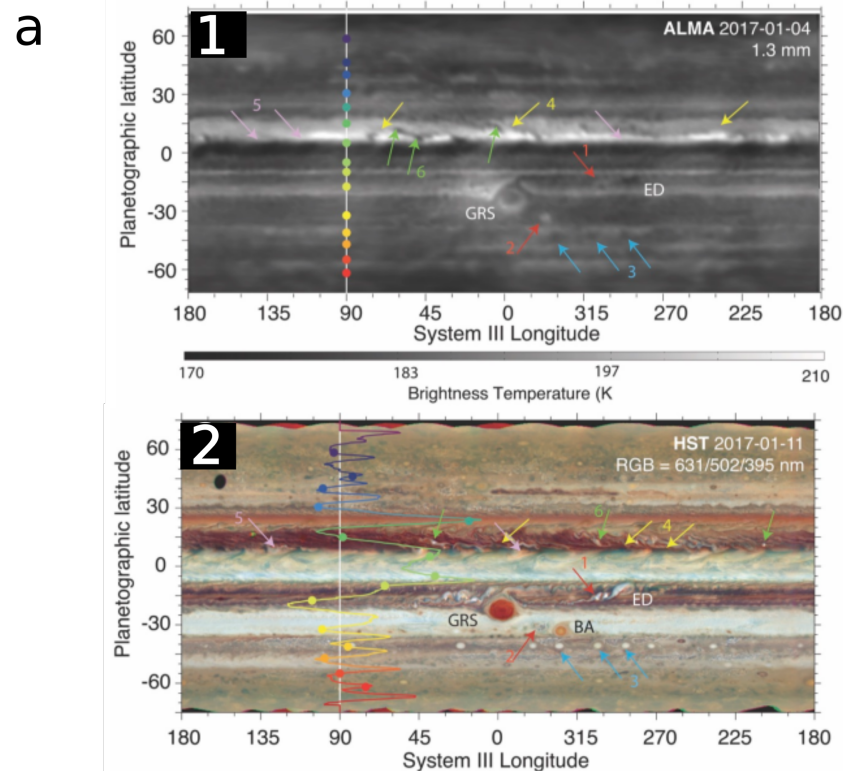 a
1
ALMA 2017-01-04
1.3 mm
Planetographic latitude
60
30
0
-30
-60
5
4
6
1
ED
GRS
2
3
180 135 90 45 0 315 270 225 180
System III Longitude
170 183 197 210
Brightness Temperature (K
2
HST 2017-01-11
RGB = 631/502/395 nm
Planetographic latitude
60
30
0
-30
-60
5
6
4
1
ED
GRS
BA
2
3
180 135 90 45 0 315 270 225 180
System III Longitude